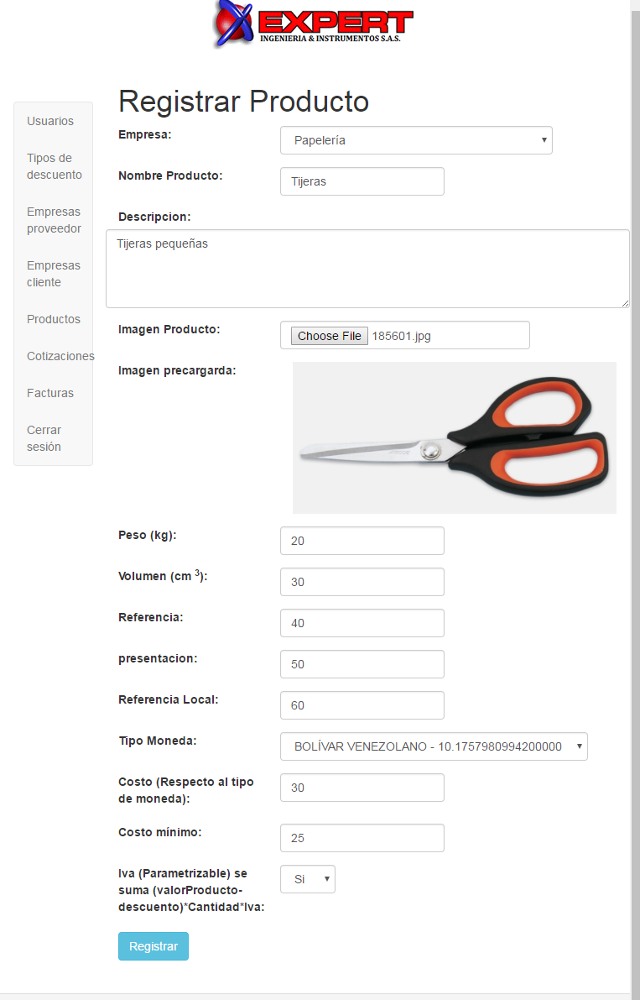 EXPERT
INGENIERIA & INSTRUMENTOS S.A.S.
Usuarios
Tipos de
descuento
Empresas
proveedor
Empresas
cliente
Productos
Cotizaciones
Facturas
Cerrar
sesión
Registrar Producto
Empresa:
Papelería
Nombre Producto:
Tijeras
Descripcion:
Tijeras pequeñas
Imagen Producto:
Choose File 185601.jpg
Imagen precargarda:
Peso (kg):
20
Volumen (cm 3):
30
Referencia:
40
presentacion:
50
Referencia Local:
60
Tipo Moneda:
BOLÍVAR VENEZOLANO - 10.1757980994200000
Costo (Respecto al tipo
de moneda):
30
Costo mínimo:
25
Iva (Parametrizable) se
suma (valorProducto-
descuento)*Cantidad*Iva:
Si
Registrar